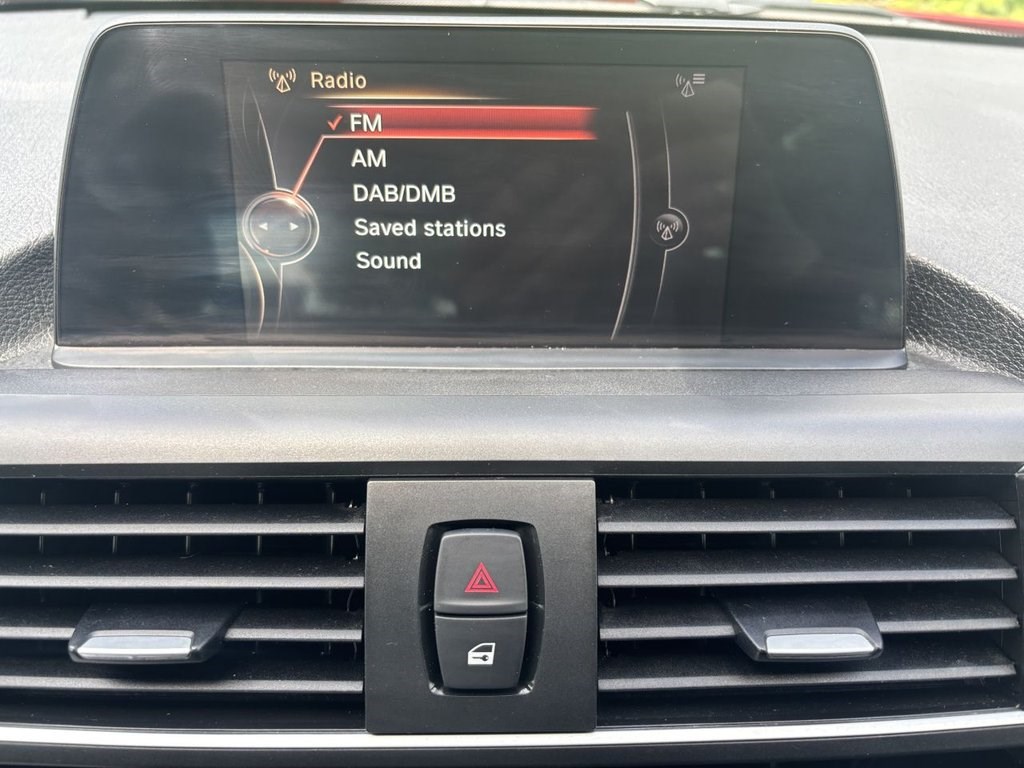 Radio
FM
AM
DAB/DMB
Saved stations
Sound